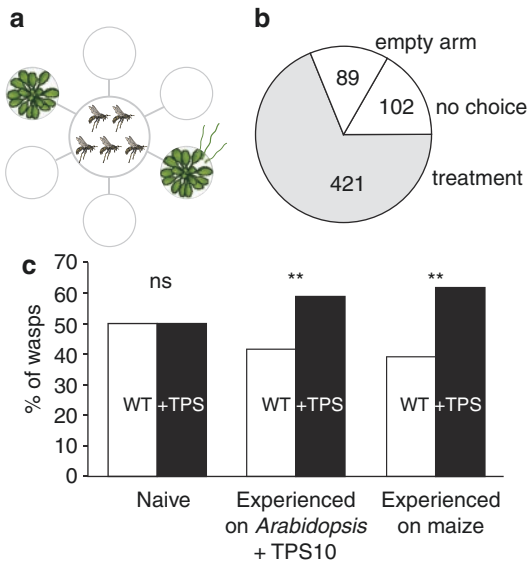 a
b
empty arm
89
102
no choice
421
treatment
c
% of wasps
70
60
50
40
30
20
10
0
ns
**
**
WT +TPS
WT +TPS
WT +TPS
Naive
Experienced
on Arabidopsis
+ TPS10
Experienced
on maize